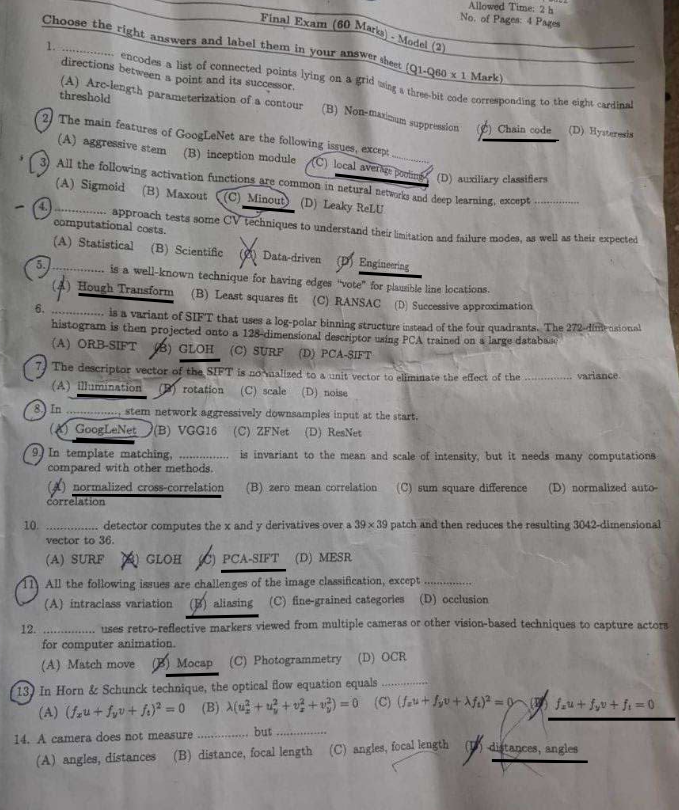 Allowed Time: 2 h
Final Exam (60 Marks) - Model (2)
No. of Pages: 4 Pages
Choose the right answers and label them in your answer sheet (Q1-Q60 x 1 Mark)
1. .............. encodes a list of connected points lying on a grid using a three-bit code corresponding to the eight cardinal
directions between a point and its successor.
(A) Arc-length parameterization of a contour (B) Non-maximum suppression (C) Chain code (D) Hysteresis
threshold
2. The main features of GoogLeNet are the following issues, except ..............
(A) aggressive stem (B) inception module (C) local average pooling (D) auxiliary classifiers
3. All the following activation functions are common in netural networks and deep learning, except ..............
(A) Sigmoid (B) Maxout (C) Minout (D) Leaky ReLU
4. .............. approach tests some CV techniques to understand their limitation and failure modes, as well as their expected
computational costs.
(A) Statistical (B) Scientific (C) Data-driven (D) Engineering
5. .............. is a well-known technique for having edges "vote" for plausible line locations.
(A) Hough Transform (B) Least squares fit (C) RANSAC (D) Successive approximation
6. .............. is a variant of SIFT that uses a log-polar binning structure instead of the four quadrants. The 272-dimensional
histogram is then projected onto a 128-dimensional descriptor using PCA trained on a large database
(A) ORB-SIFT (B) GLOH (C) SURF (D) PCA-SIFT
7. The descriptor vector of the SIFT is normalized to a unit vector to eliminate the effect of the .............. variance.
(A) illumination (B) rotation (C) scale (D) noise
8. In .............., stem network aggressively downsamples input at the start.
(A) GoogLeNet (B) VGG16 (C) ZFNet (D) ResNet
9. In template matching, .............. is invariant to the mean and scale of intensity, but it needs many computations
compared with other methods.
(A) normalized cross-correlation (B) zero mean correlation (C) sum square difference (D) normalized auto-
correlation
10. .............. detector computes the x and y derivatives over a 39 × 39 patch and then reduces the resulting 3042-dimensional
vector to 36.
(A) SURF (B) GLOH (C) PCA-SIFT (D) MESR
11. All the following issues are challenges of the image classification, except ..............
(A) intraclass variation (B) aliasing (C) fine-grained categories (D) occlusion
12. .............. uses retro-reflective markers viewed from multiple cameras or other vision-based techniques to capture actors
for computer animation.
(A) Match move (B) Mocap (C) Photogrammetry (D) OCR
13. In Horn & Schunck technique, the optical flow equation equals ..............
(A) (fₓu + f_yv + fₜ)² = 0 (B) λ(u²ₓ + u²_y + v²ₓ + v²_y) = 0 (C) (fₓu + f_yv + λfₜ)² = 0 (D) fₓu + f_yv + fₜ = 0
14. A camera does not measure .............. but ..............
(A) angles, distances (B) distance, focal length (C) angles, focal length (D) distances, angles